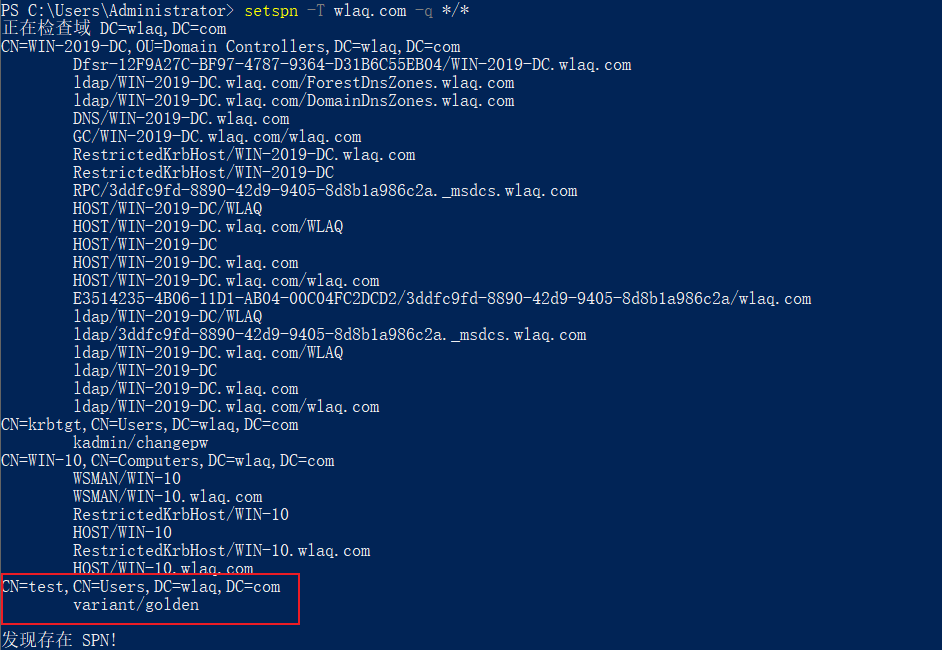 PS C:\Users\Administrator> setspn -T wlaq.com -q */*
正在检查域 DC=wlaq,DC=com
CN=WIN-2019-DC,OU=Domain Controllers,DC=wlaq,DC=com
Dfsr-12F9A27C-BF97-4787-9364-D31B6C55EB04/WIN-2019-DC.wlaq.com
ldap/WIN-2019-DC.wlaq.com/ForestDnsZones.wlaq.com
ldap/WIN-2019-DC.wlaq.com/DomainDnsZones.wlaq.com
DNS/WIN-2019-DC.wlaq.com
GC/WIN-2019-DC.wlaq.com/wlaq.com
RestrictedKrbHost/WIN-2019-DC.wlaq.com
RestrictedKrbHost/WIN-2019-DC
RPC/3ddfc9fd-8890-42d9-9405-8d8b1a986c2a._msdcs.wlaq.com
HOST/WIN-2019-DC/WLAQ
HOST/WIN-2019-DC.wlaq.com/WLAQ
HOST/WIN-2019-DC
HOST/WIN-2019-DC.wlaq.com
HOST/WIN-2019-DC.wlaq.com/wlaq.com
E3514235-4B06-11D1-AB04-00C04FC2DCD2/3ddfc9fd-8890-42d9-9405-8d8b1a986c2a/wlaq.com
ldap/WIN-2019-DC/WLAQ
ldap/3ddfc9fd-8890-42d9-9405-8d8b1a986c2a._msdcs.wlaq.com
ldap/WIN-2019-DC.wlaq.com/WLAQ
ldap/WIN-2019-DC
ldap/WIN-2019-DC.wlaq.com
ldap/WIN-2019-DC.wlaq.com/wlaq.com
CN=krbtgt,CN=Users,DC=wlaq,DC=com
kadmin/changepw
CN=WIN-10,CN=Computers,DC=wlaq,DC=com
WSMAN/WIN-10
WSMAN/WIN-10.wlaq.com
RestrictedKrbHost/WIN-10
HOST/WIN-10
RestrictedKrbHost/WIN-10.wlaq.com
HOST/WIN-10.wlaq.com
CN=test,CN=Users,DC=wlaq,DC=com
variant/golden
发现存在 SPN!